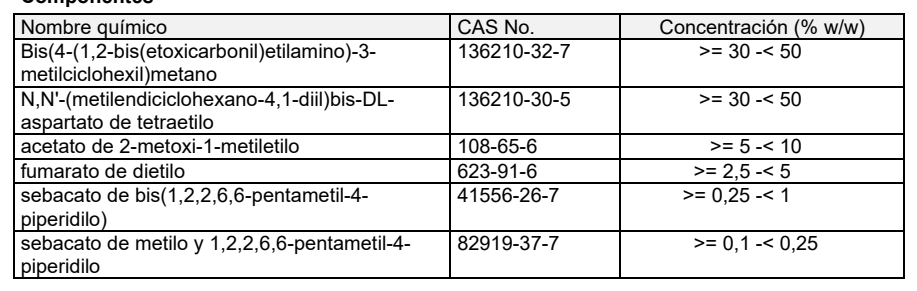 Componentes
Nombre químico CAS No. Concentración (% w/w)
Bis(4-(1,2-bis(etoxicarbonil)etilamino)-3- 136210-32-7 >= 30 -< 50
metilciclohexil)metano
N,N'-(metilendiciclohexano-4,1-diil)bis-DL- 136210-30-5 >= 30 -< 50
aspartato de tetraetilo
acetato de 2-metoxi-1-metiletilo 108-65-6 >= 5 -< 10
fumarato de dietilo 623-91-6 >= 2,5 -< 5
sebacato de bis(1,2,2,6,6-pentametil-4- 41556-26-7 >= 0,25 -< 1
piperidilo)
sebacato de metilo y 1,2,2,6,6-pentametil-4- 82919-37-7 >= 0,1 -< 0,25
piperidilo